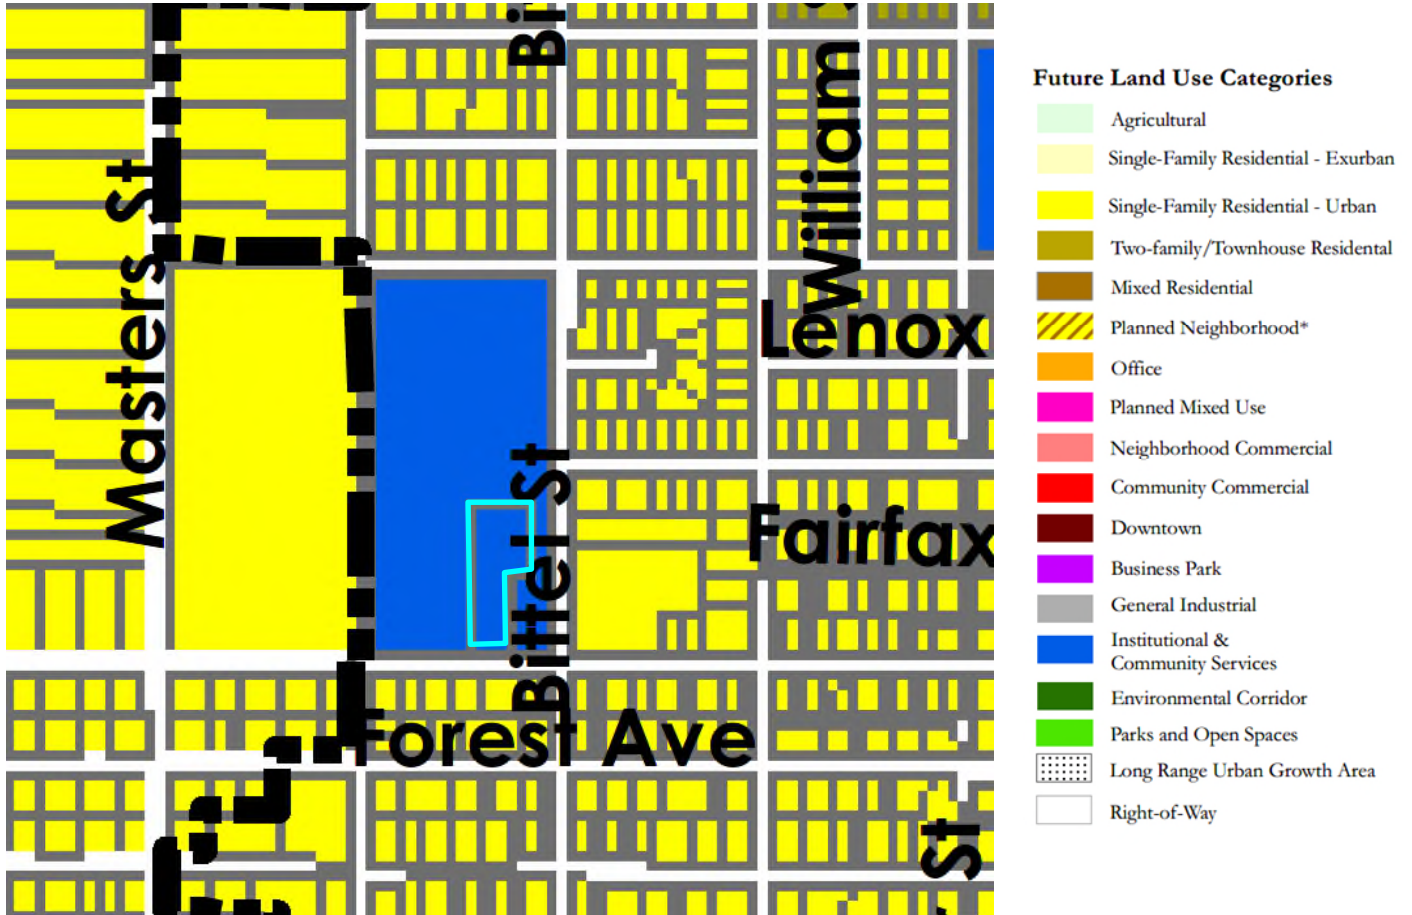 Bi
William S
Masters St
Lenox
Bittel St
Fairfax
Forest Ave
St
Future Land Use Categories
Agricultural
Single-Family Residential - Exurban
Single-Family Residential - Urban
Two-family/Townhouse Residental
Mixed Residential
Planned Neighborhood*
Office
Planned Mixed Use
Neighborhood Commercial
Community Commercial
Downtown
Business Park
General Industrial
Institutional &
Community Services
Environmental Corridor
Parks and Open Spaces
Long Range Urban Growth Area
Right-of-Way